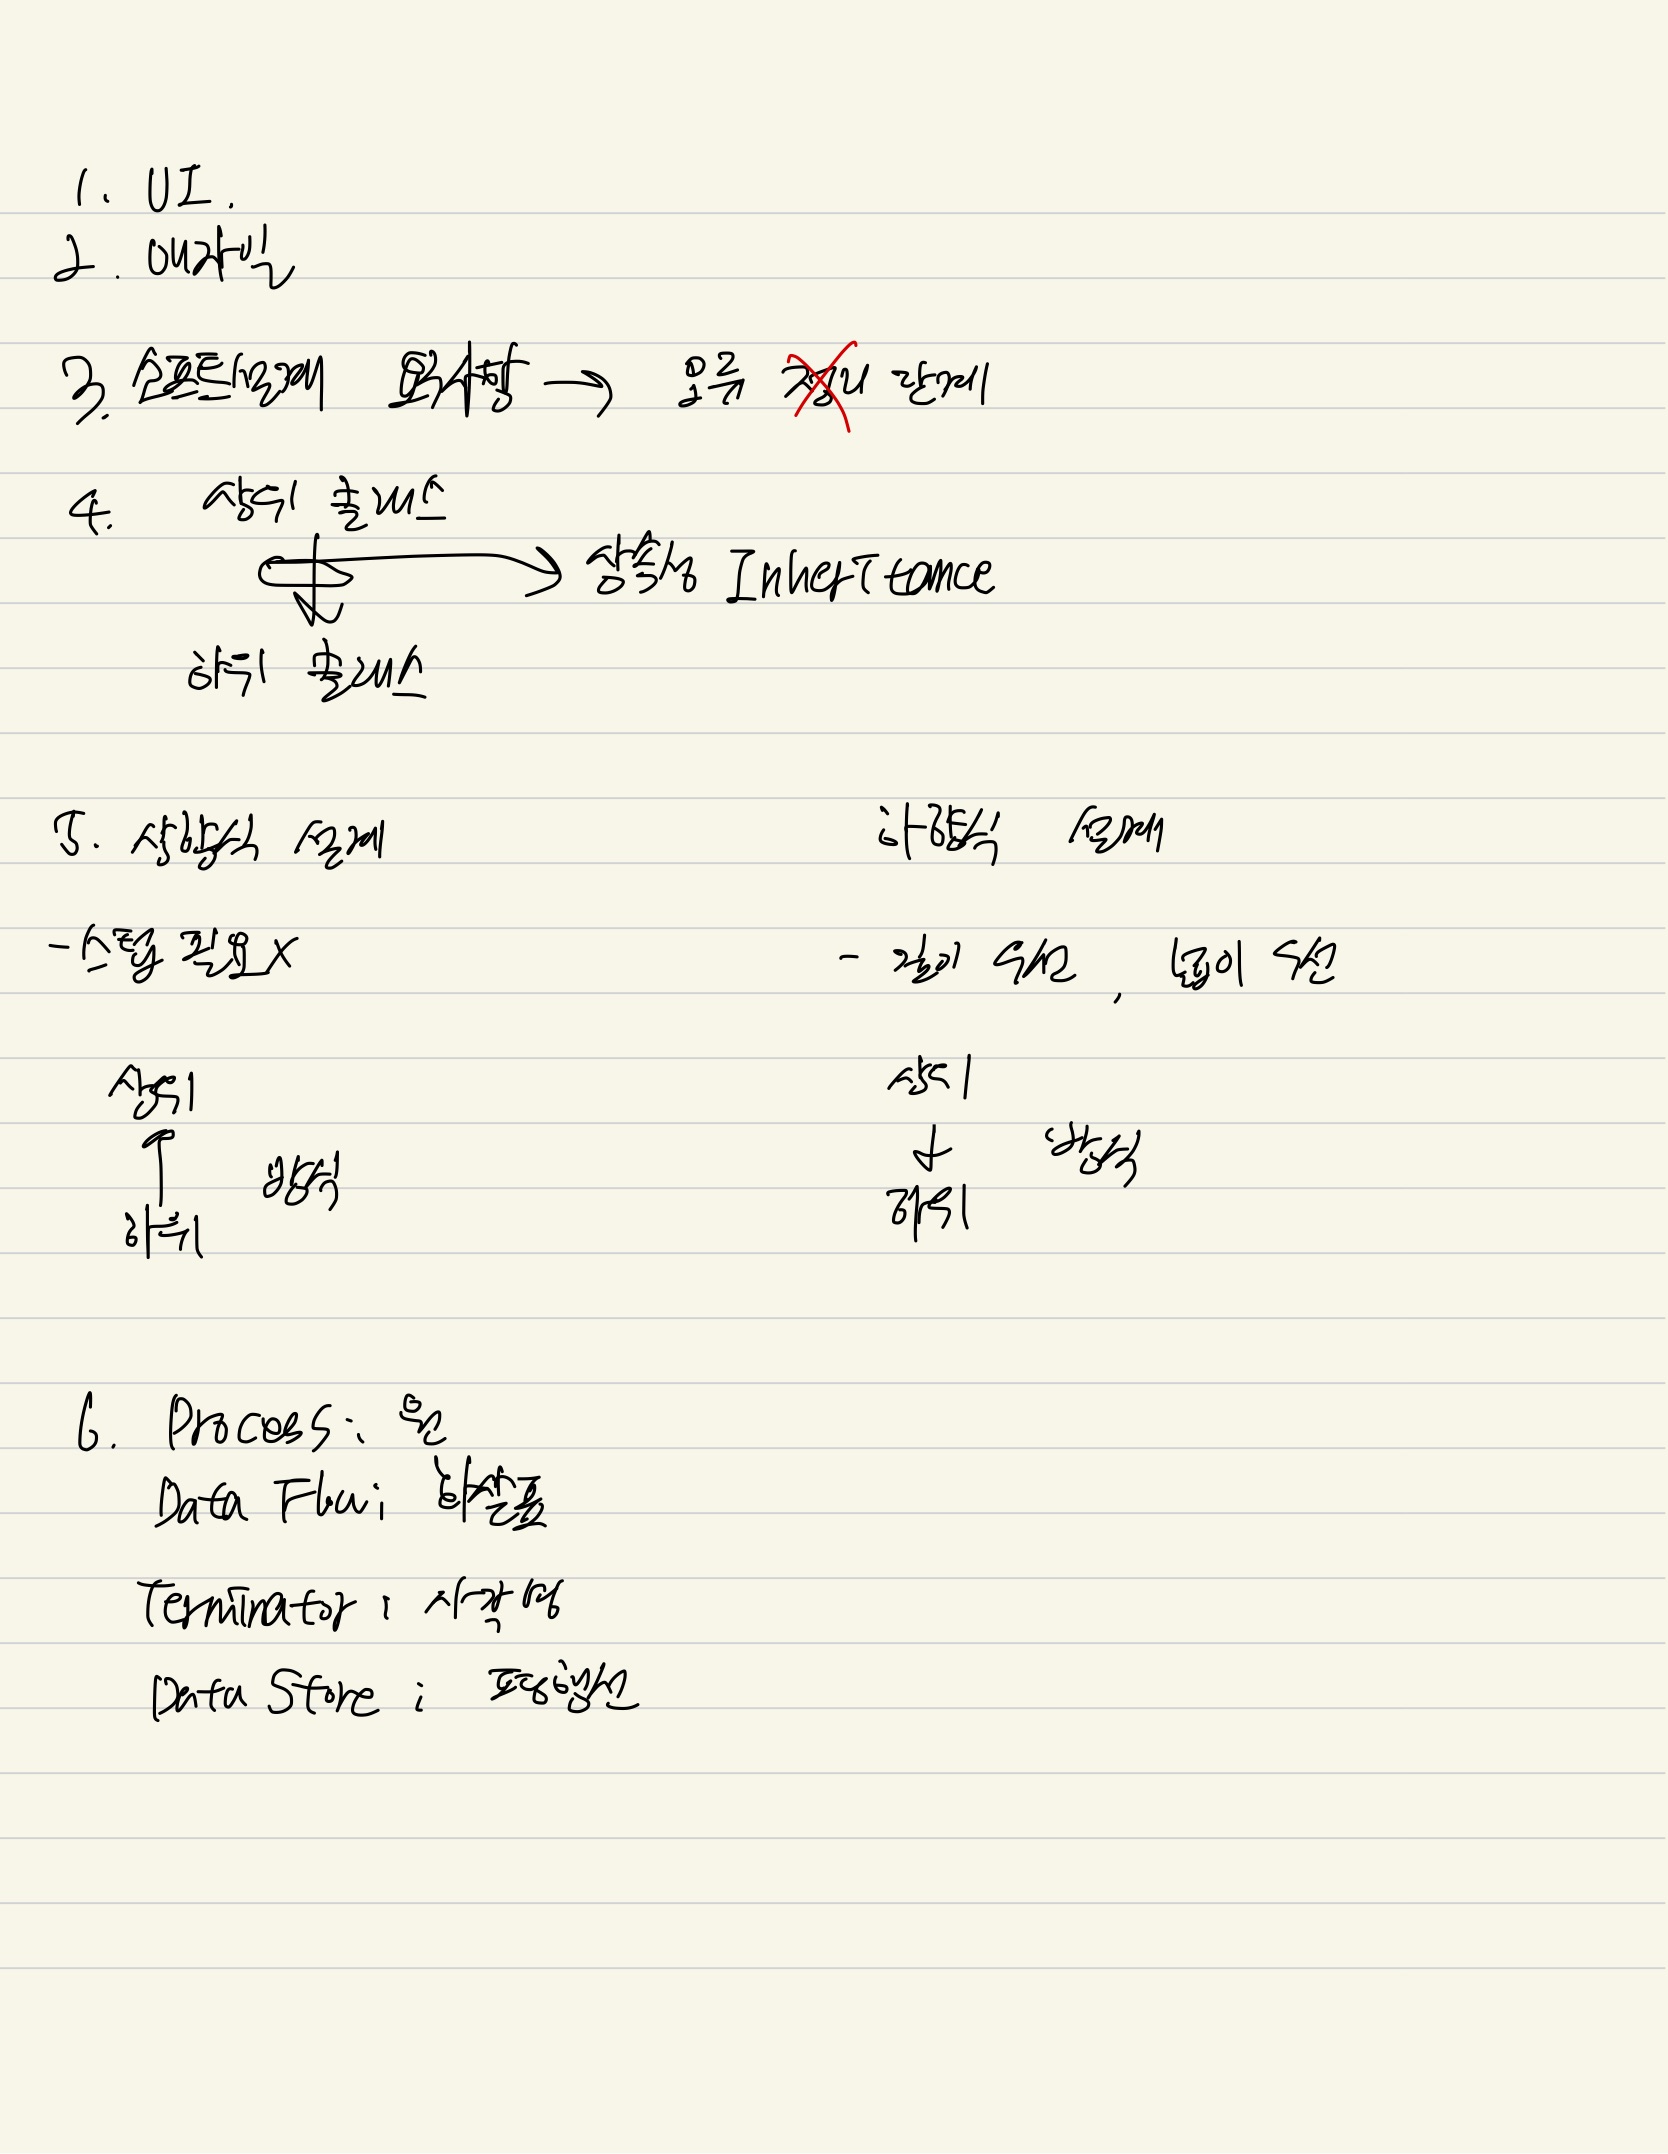 1. UI.
2. 애자일
3. 소프트설계 요구사항 → 오류 처리 단계
4. 상위 클래스
상속성 Inheritance
하위 클래스
5. 상향식 설계 하향식 설계
- 스텁 필요 X - 깊이 우선, 넓이 우선
상위 상위
↑ 방식 ↓ 방식
하위 하위
6. Process: 원
Data Flow: 화살표
Terminator: 사각형
Data Store: 평행선